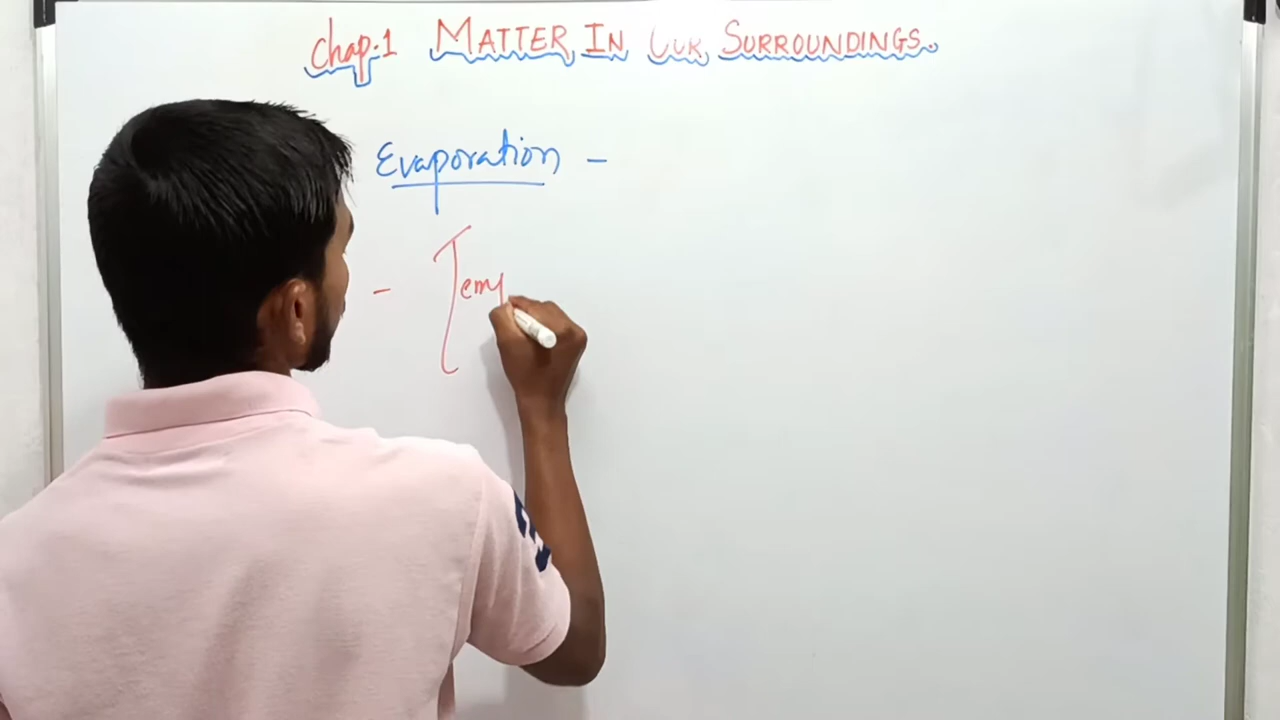 Chap.1 MATTER IN OUR SURROUNDINGS.
Evaporation -
- Temp